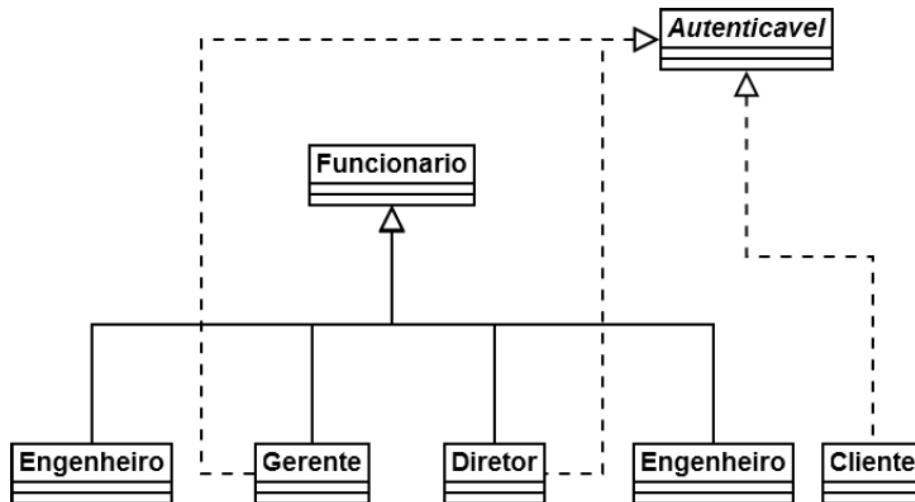 Autenticavel
Funcionario
Engenheiro
Gerente
Diretor
Engenheiro
Cliente